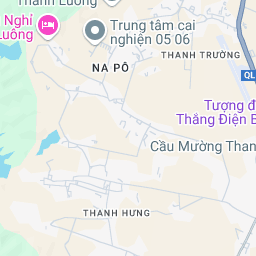 Thanh Luông
Nghỉ
Luông
Trung tâm cai
nghiện 05 06
NA PÔ
THANH TRƯỜNG
QL
Tượng đ
Thắng Điện B
Cầu Mường Than
THANH HƯNG